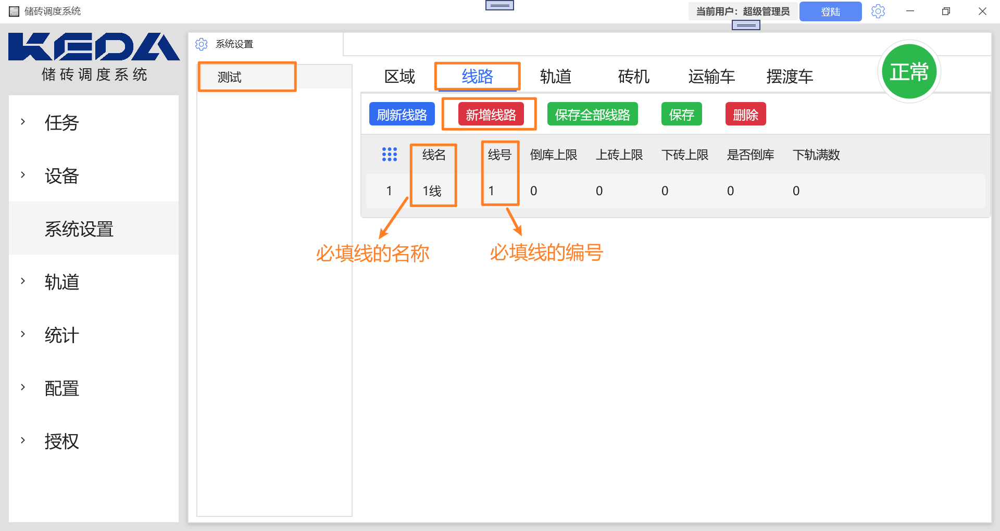 储砖调度系统
当前用户：超级管理员
登陆
KEDA
储砖调度系统
任务
设备
系统设置
轨道
统计
配置
授权
系统设置
测试
区域 线路 轨道 砖机 运输车 摆渡车
正常
刷新线路 新增线路 保存全部线路 保存 删除
线名 线号 倒库上限 上砖上限 下砖上限 是否倒库 下轨满数
1 1线 1 0 0 0 0 0
必填线的名称
必填线的编号